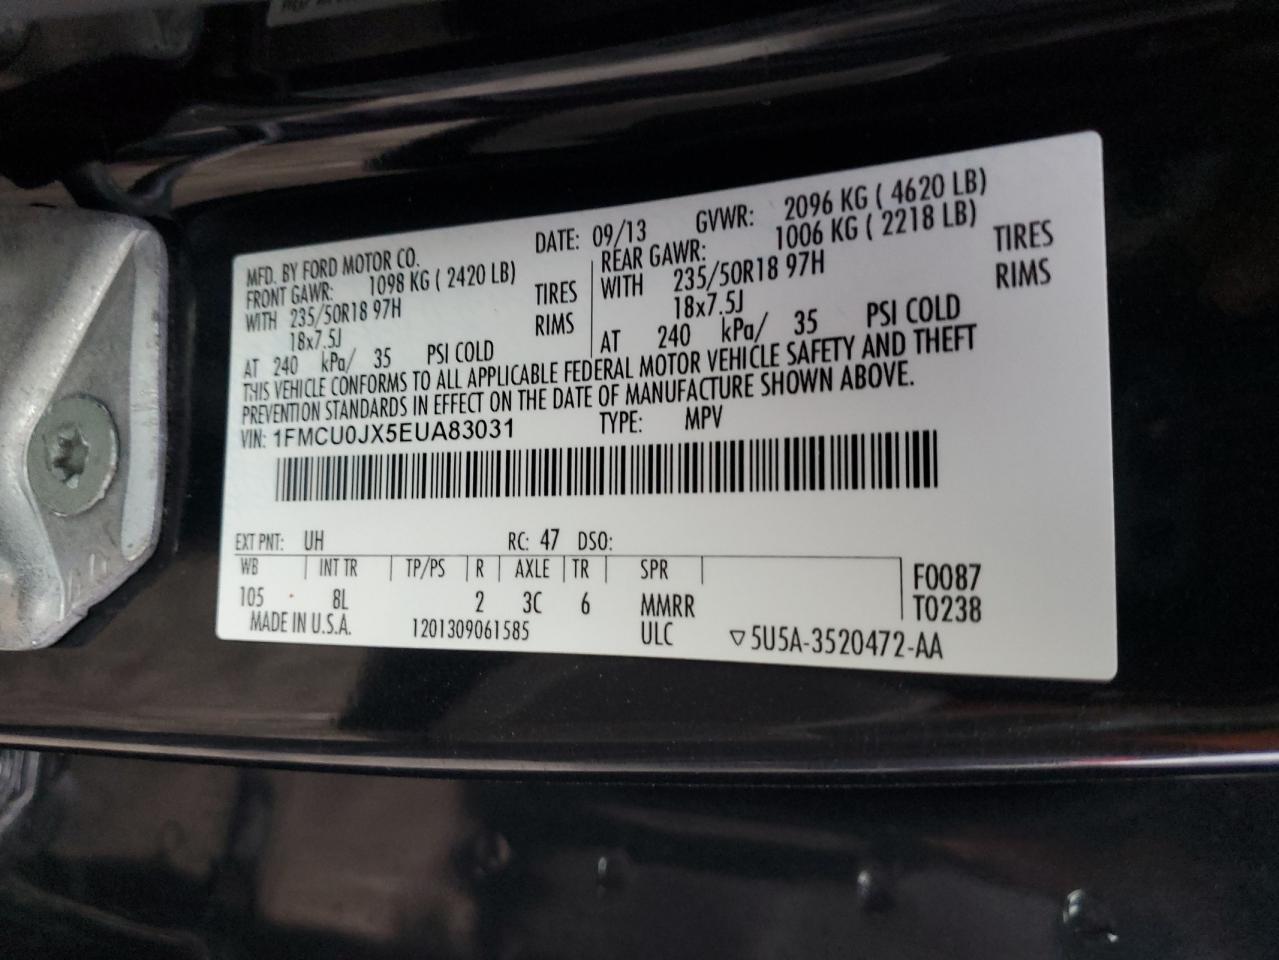 MFD. BY FORD MOTOR CO. DATE: 09/13 GVWR: 2096 KG ( 4620 LB)
FRONT GAWR: 1098 KG ( 2420 LB) REAR GAWR: 1006 KG ( 2218 LB)
WITH 235/50R18 97H TIRES WITH 235/50R18 97H TIRES
18x7.5J RIMS 18x7.5J RIMS
AT 240 kPa/ 35 PSI COLD AT 240 kPa/ 35 PSI COLD
THIS VEHICLE CONFORMS TO ALL APPLICABLE FEDERAL MOTOR VEHICLE SAFETY AND THEFT
PREVENTION STANDARDS IN EFFECT ON THE DATE OF MANUFACTURE SHOWN ABOVE.
VIN: 1FMCU0JX5EUA83031 TYPE: MPV
EXT PNT: UH RC: 47 DSO:
WB INT TR TP/PS R AXLE TR SPR F0087
105 8L 2 3C 6 MMRR T0238
MADE IN U.S.A. 1201309061585 ULC ▽5U5A-3520472-AA